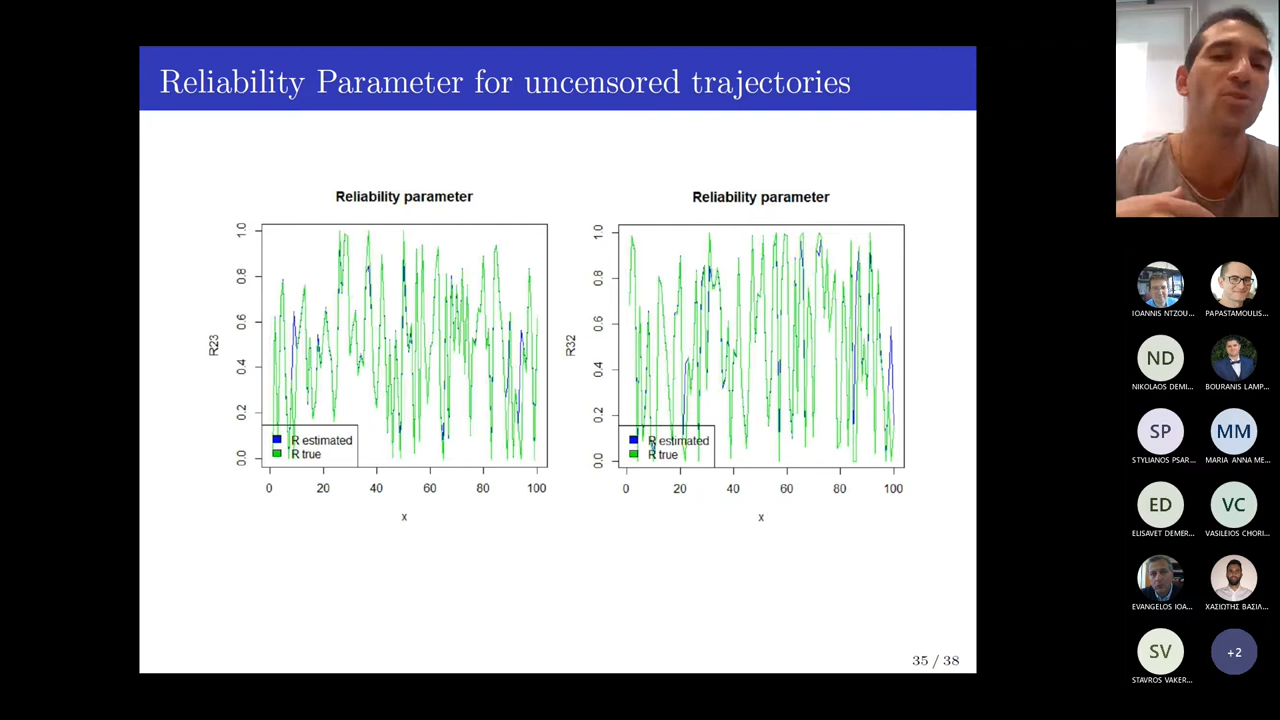 Reliability Parameter for uncensored trajectories
Reliability parameter
R23
1.0
0.8
0.6
0.4
0.2
0.0
R estimated
R true
0 20 40 60 80 100
x
Reliability parameter
R32
1.0
0.8
0.6
0.4
0.2
0.0
R estimated
R true
0 20 40 60 80 100
x
35 / 38
IOANNIS NTZOU...
PAPASTAMOULIS...
ND
NIKOLAOS DEMI...
BOURANIS LAMP...
SP
STYLIANOS PSAR...
MM
MARIA ANNA ME...
ED
ELISAVET DEMER...
VC
VASILEIOS CHORI...
EVANGELOS IOA...
ΧΑΣΙΩΤΗΣ ΒΑΣΙΛ...
SV
STAVROS VAKER...
+2